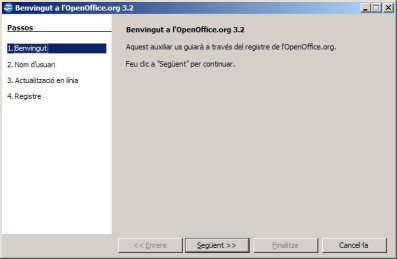 Benvingut a l'OpenOffice.org 3.2
Passos
1. Benvingut
2. Nom d'usuari
3. Actualització en línia
4. Registre
Benvingut a l'OpenOffice.org 3.2
Aquest auxiliar us guiarà a través del registre de l'OpenOffice.org.
Feu clic a "Següent" per continuar.
<< Enrere
Següent >>
Finalitza
Cancel·la